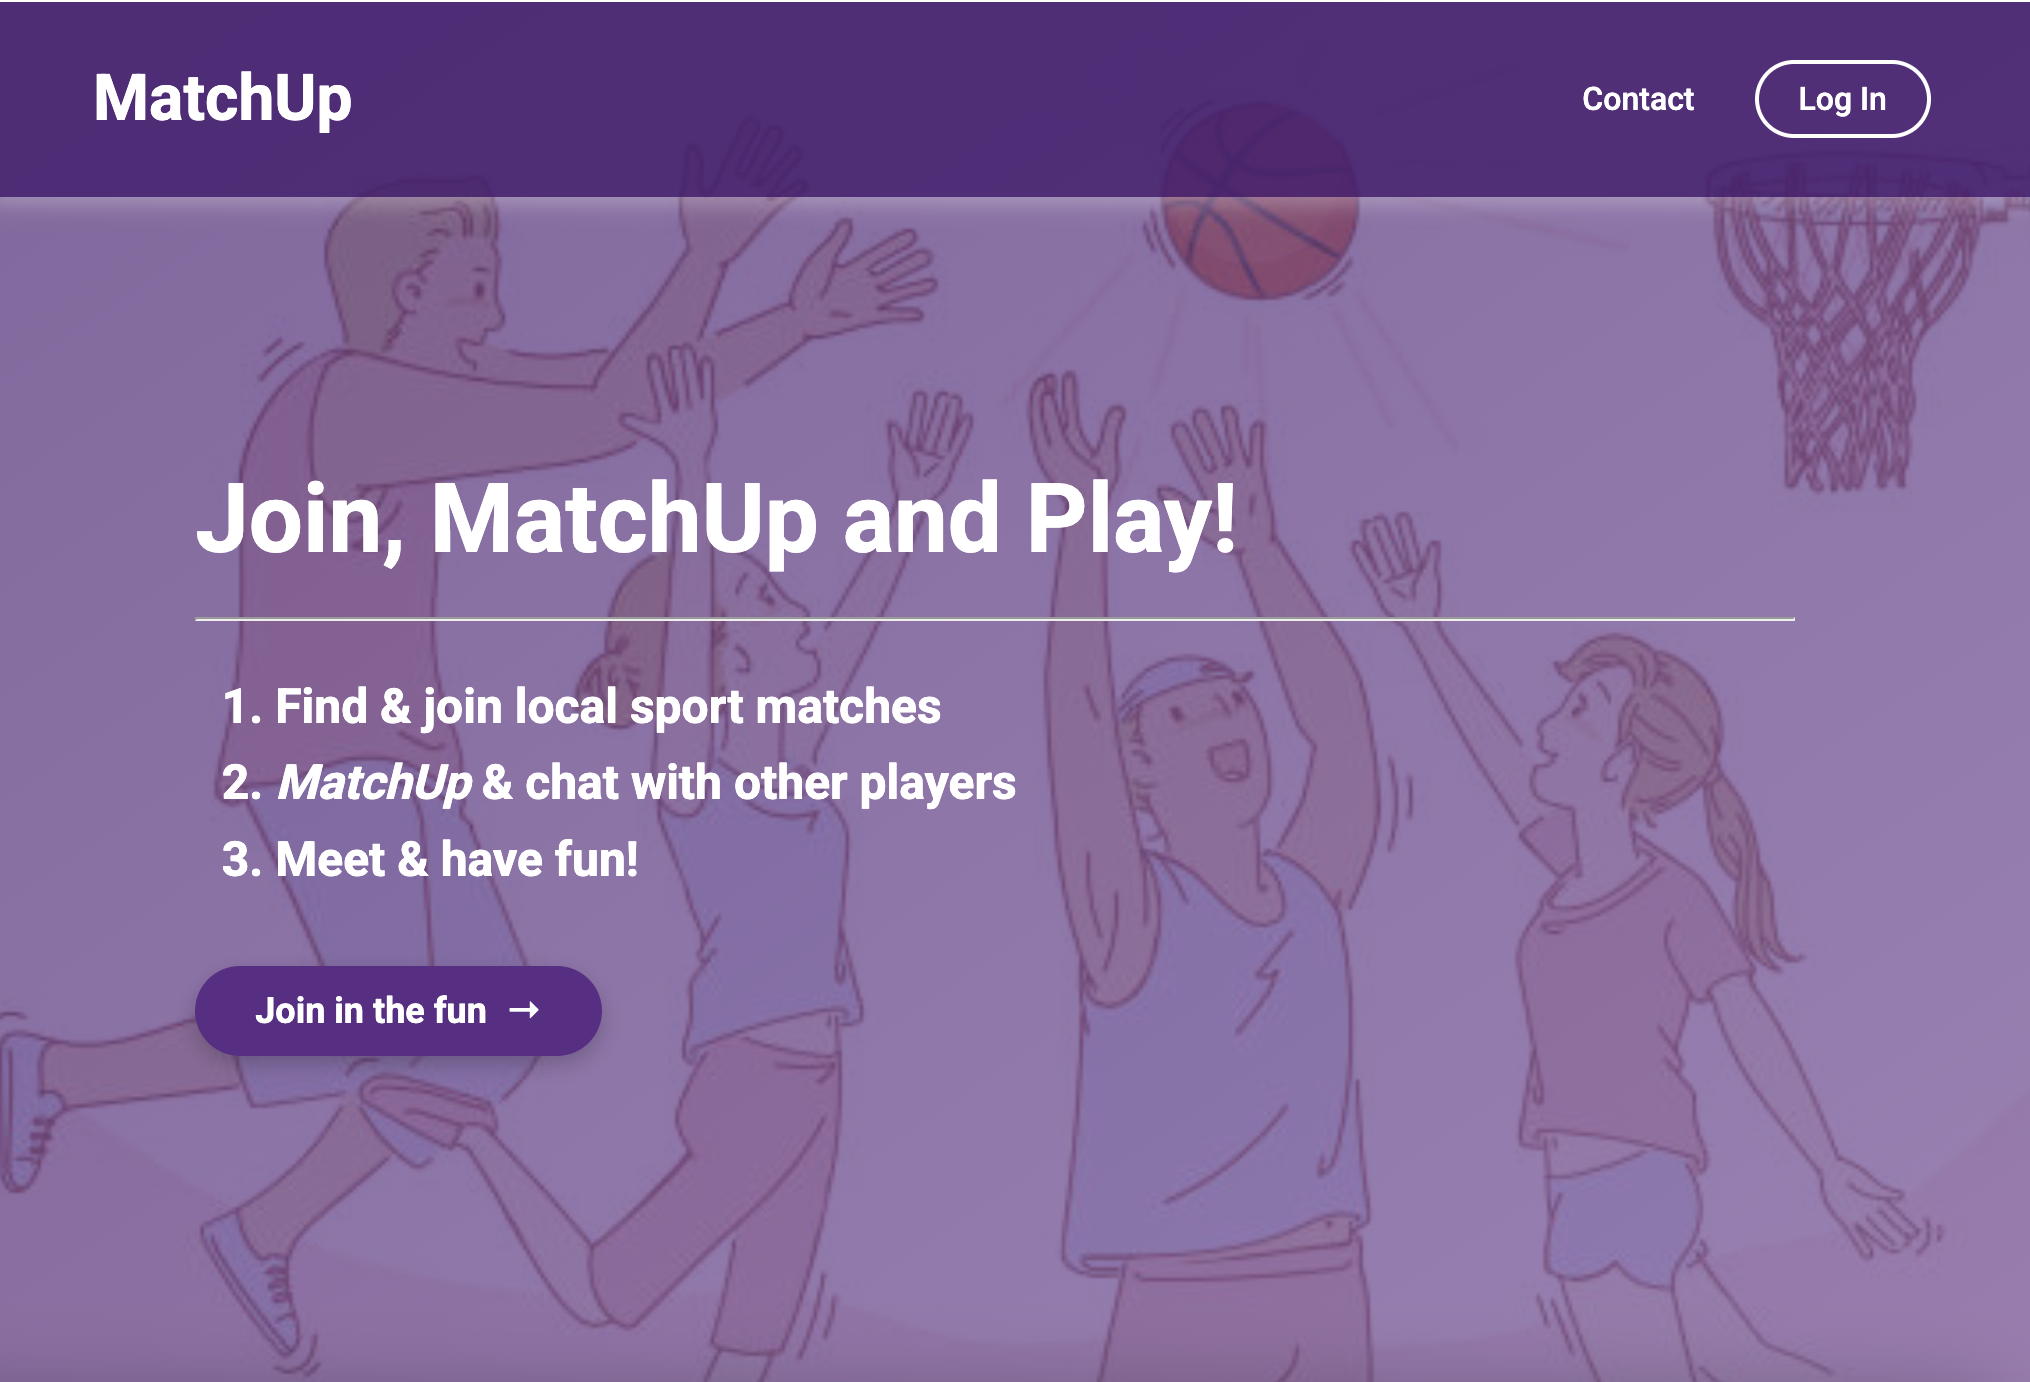 MatchUp
Contact
Log In
Join, MatchUp and Play!
1. Find & join local sport matches
2. MatchUp & chat with other players
3. Meet & have fun!
Join in the fun →